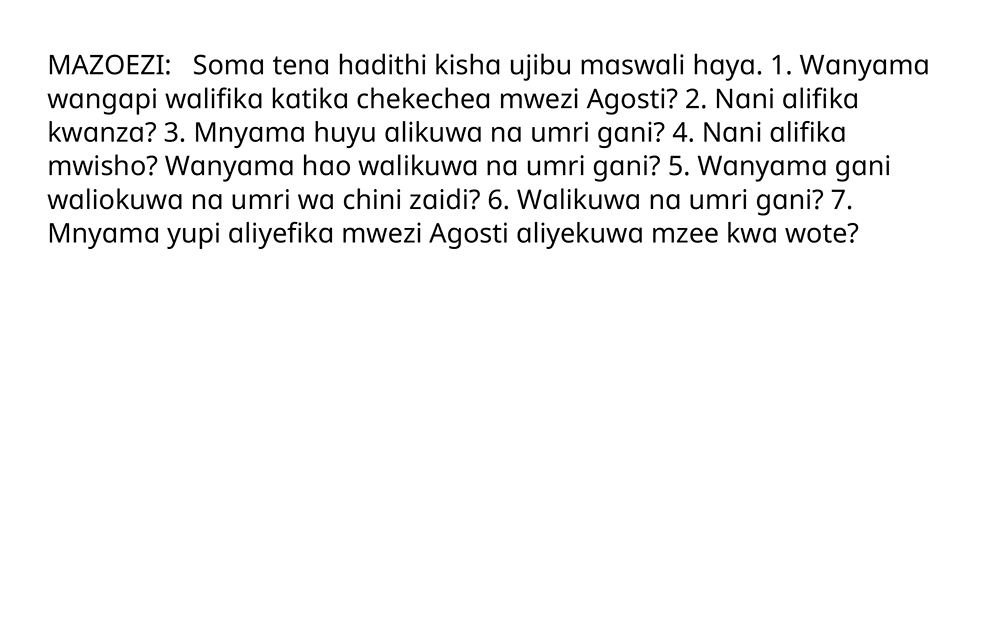 MAZOEZI:   Soma tena hadithi kisha ujibu maswali haya. 1. Wanyama
wangapi walifika katika chekechea mwezi Agosti? 2. Nani alifika
kwanza? 3. Mnyama huyu alikuwa na umri gani? 4. Nani alifika
mwisho? Wanyama hao walikuwa na umri gani? 5. Wanyama gani
waliokuwa na umri wa chini zaidi? 6. Walikuwa na umri gani? 7.
Mnyama yupi aliyefika mwezi Agosti aliyekuwa mzee kwa wote?